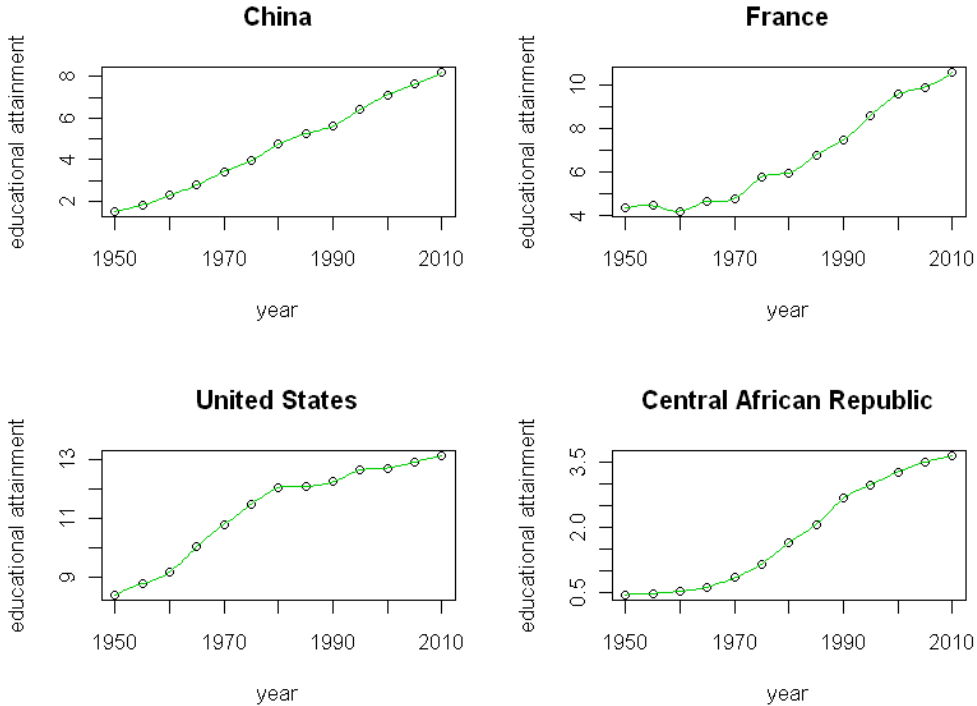 China
educational attainment
8
6
4
2
1950 1970 1990 2010
year
France
educational attainment
10
8
6
4
1950 1970 1990 2010
year
United States
educational attainment
13
11
9
1950 1970 1990 2010
year
Central African Republic
educational attainment
3.5
2.0
0.5
1950 1970 1990 2010
year